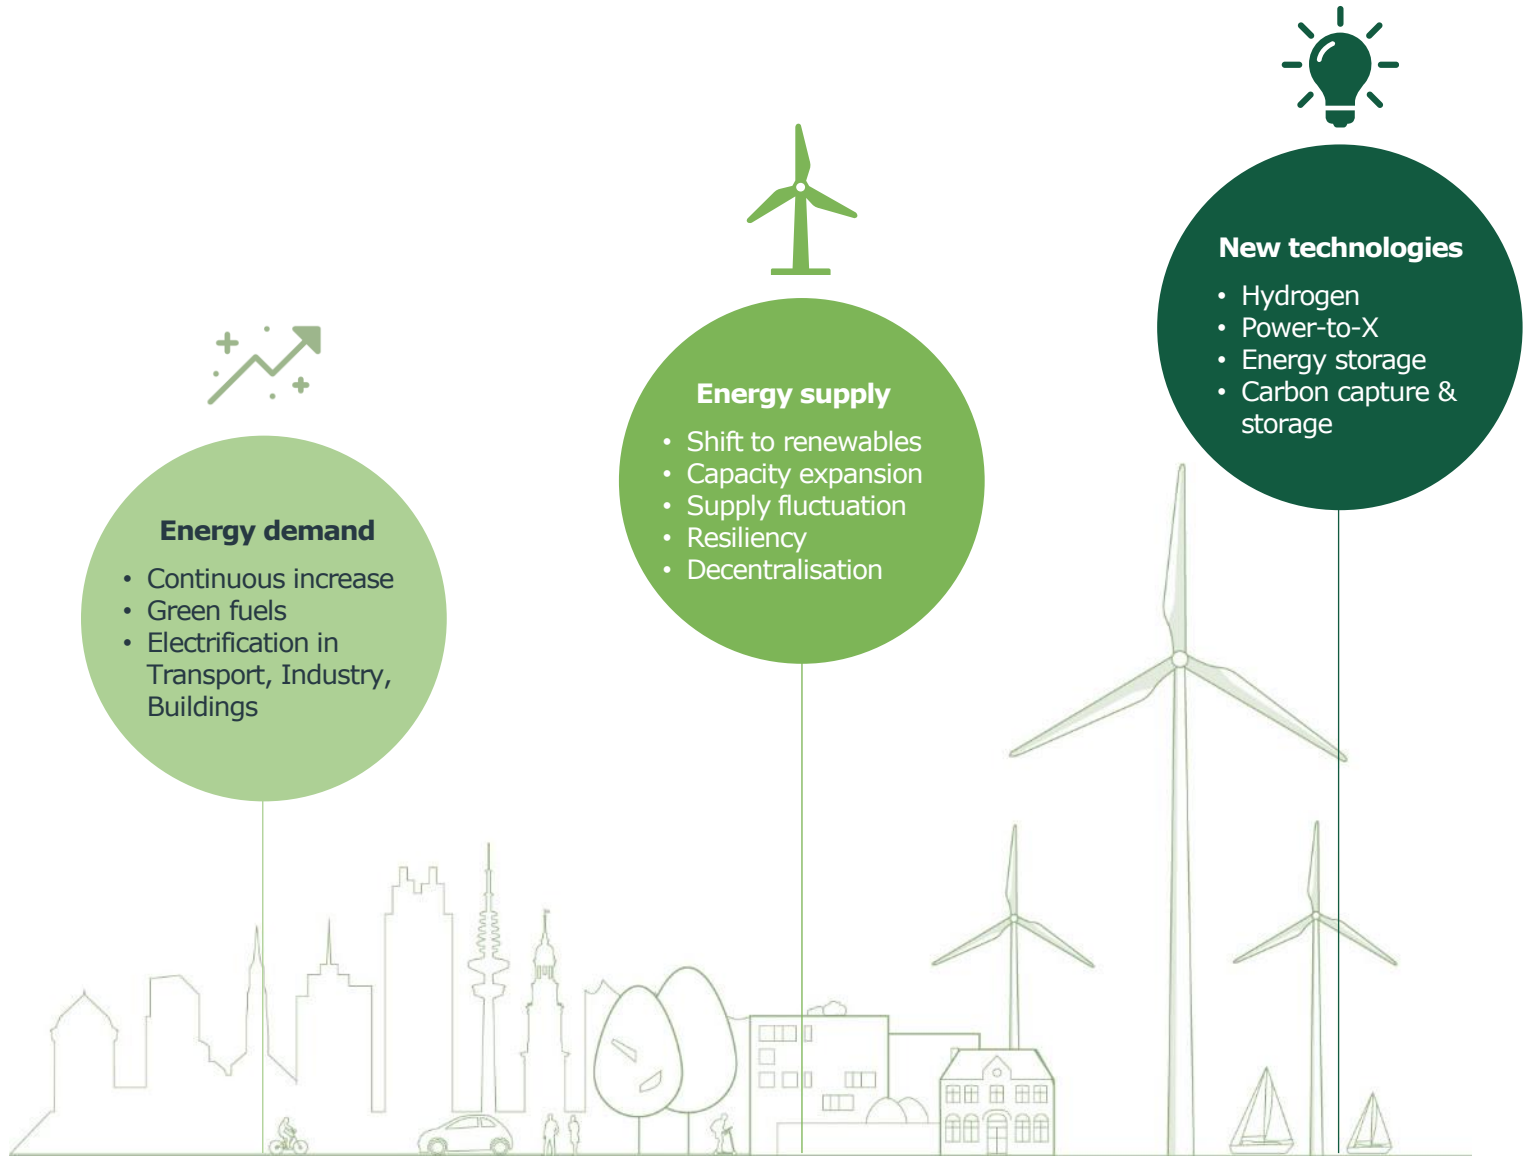 Energy demand
• Continuous increase
• Green fuels
• Electrification in
Transport, Industry,
Buildings
Energy supply
• Shift to renewables
• Capacity expansion
• Supply fluctuation
• Resiliency
• Decentralisation
New technologies
• Hydrogen
• Power-to-X
• Energy storage
• Carbon capture &
storage